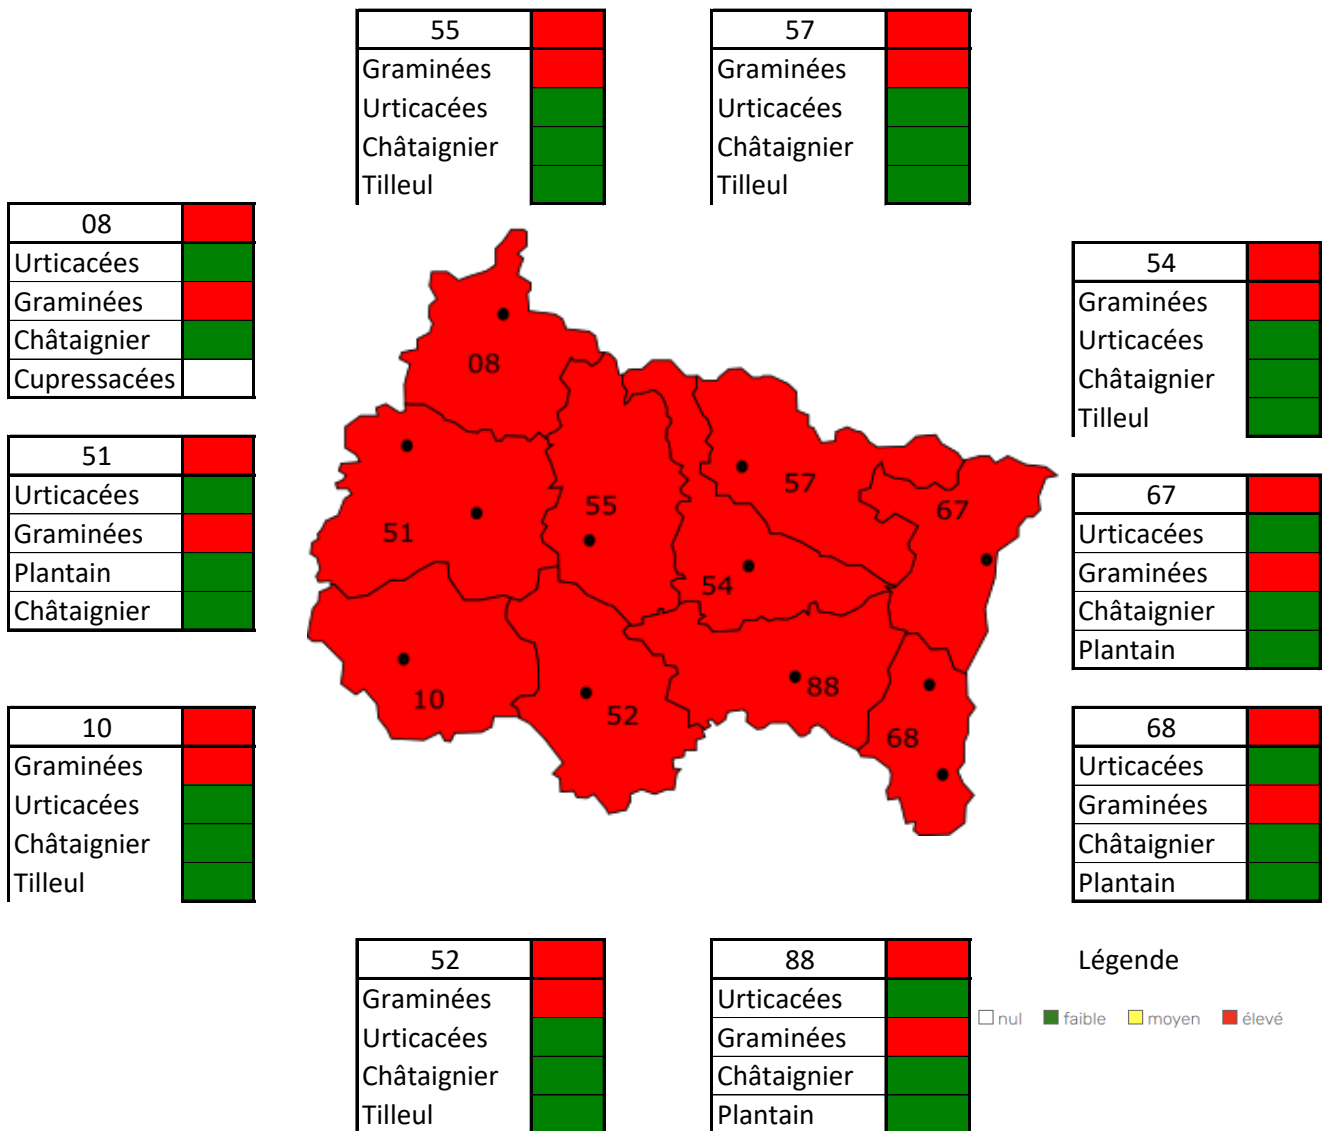 55
Graminées
Urticacées
Châtaignier
Tilleul
57
Graminées
Urticacées
Châtaignier
Tilleul
08
Urticacées
Graminées
Châtaignier
Cupressacées
54
Graminées
Urticacées
Châtaignier
Tilleul
51
Urticacées
Graminées
Plantain
Châtaignier
67
Urticacées
Graminées
Châtaignier
Plantain
10
Graminées
Urticacées
Châtaignier
Tilleul
68
Urticacées
Graminées
Châtaignier
Plantain
08
57
55
67
51
54
88
10
52
68
52
Graminées
Urticacées
Châtaignier
Tilleul
88
Urticacées
Graminées
Châtaignier
Plantain
Légende
nul faible moyen élevé